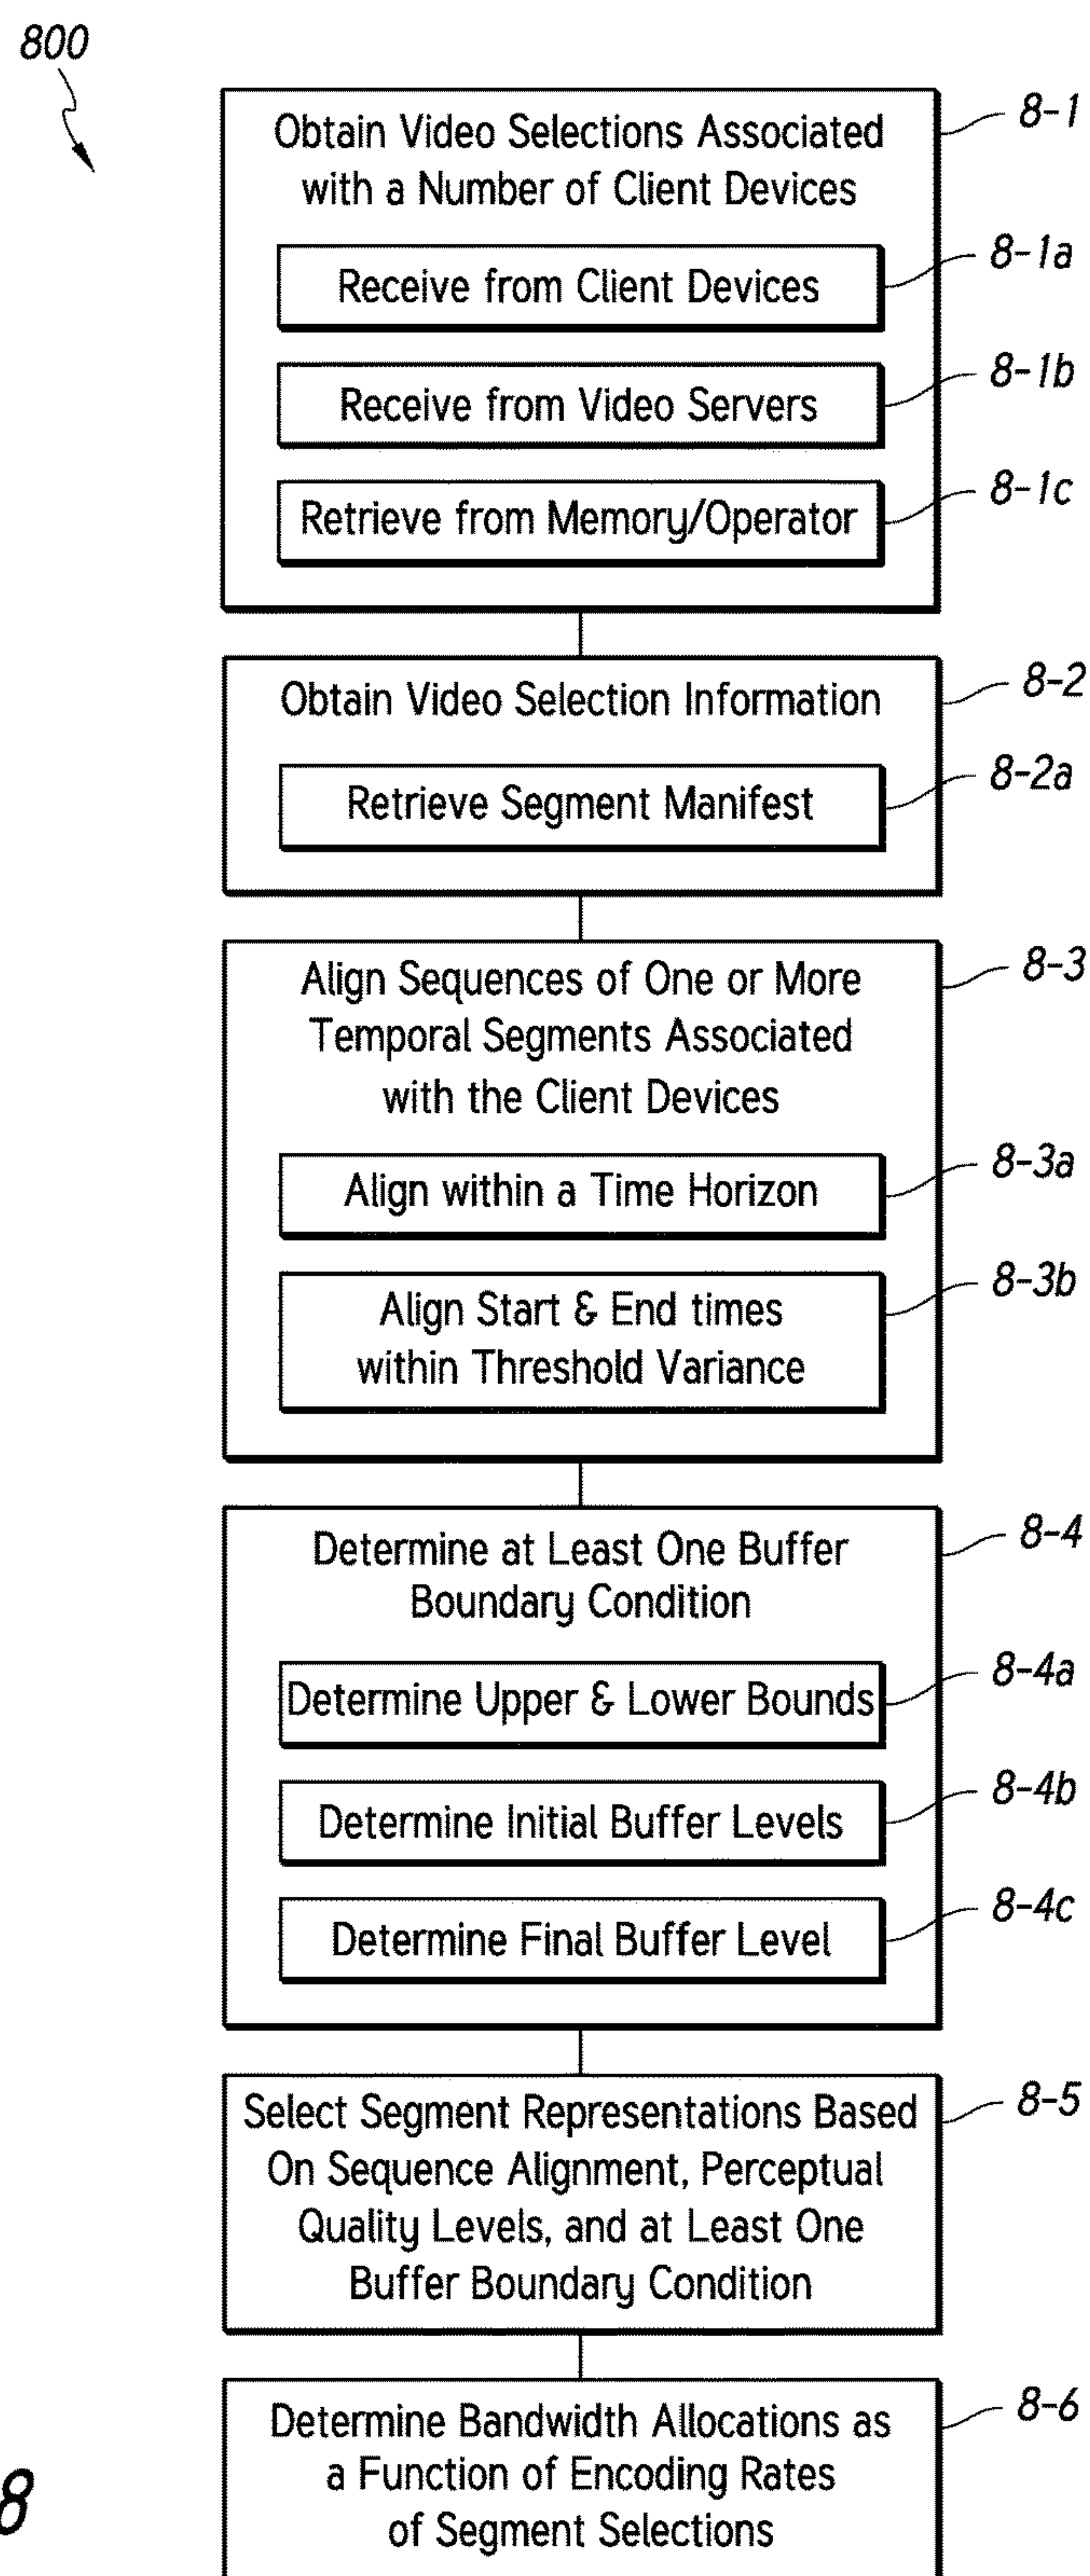 800
8-1
Obtain Video Selections Associated
with a Number of Client Devices
8-1a
Receive from Client Devices
8-1b
Receive from Video Servers
8-1c
Retrieve from Memory/Operator
8-2
Obtain Video Selection Information
8-2a
Retrieve Segment Manifest
8-3
Align Sequences of One or More
Temporal Segments Associated
with the Client Devices
8-3a
Align within a Time Horizon
8-3b
Align Start & End times
within Threshold Variance
8-4
Determine at Least One Buffer
Boundary Condition
8-4a
Determine Upper & Lower Bounds
8-4b
Determine Initial Buffer Levels
8-4c
Determine Final Buffer Level
8-5
Select Segment Representations Based
On Sequence Alignment, Perceptual
Quality Levels, and at Least One
Buffer Boundary Condition
8-6
Determine Bandwidth Allocations as
a Function of Encoding Rates
of Segment Selections
8